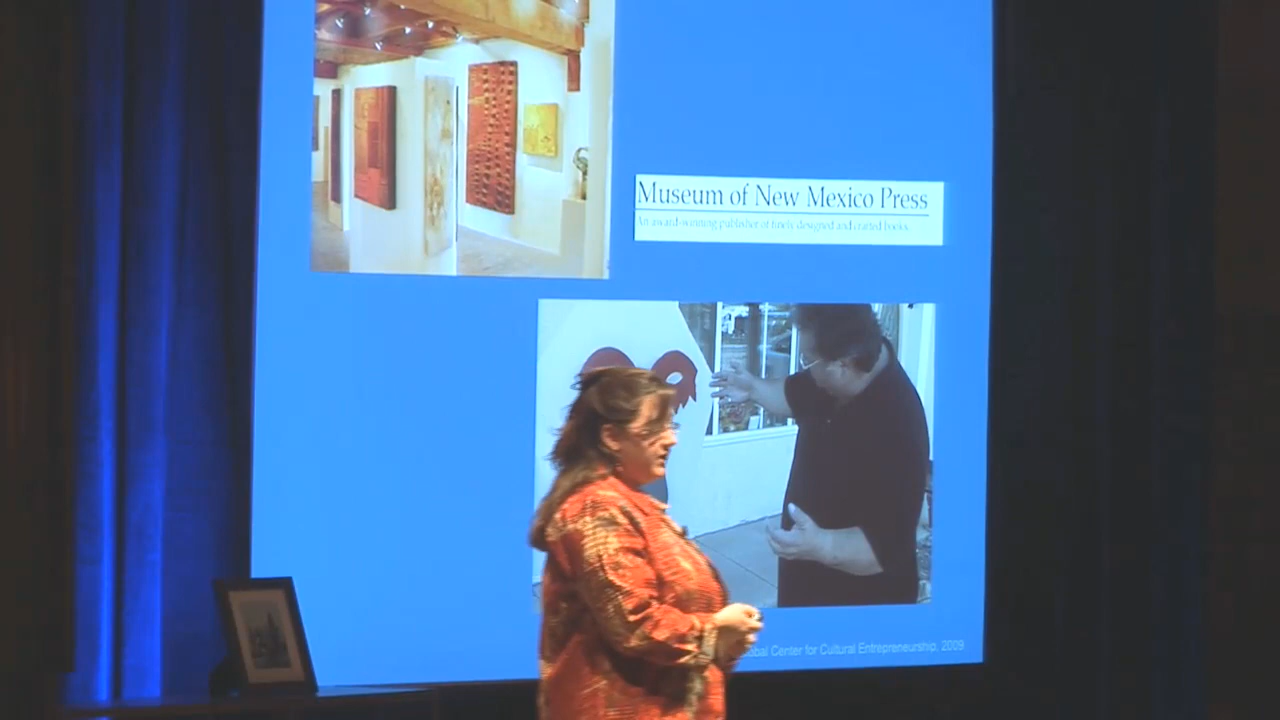 Museum of New Mexico Press
An award-winning publisher of finely designed and crafted books.
Center for Cultural Entrepreneurship, 2009